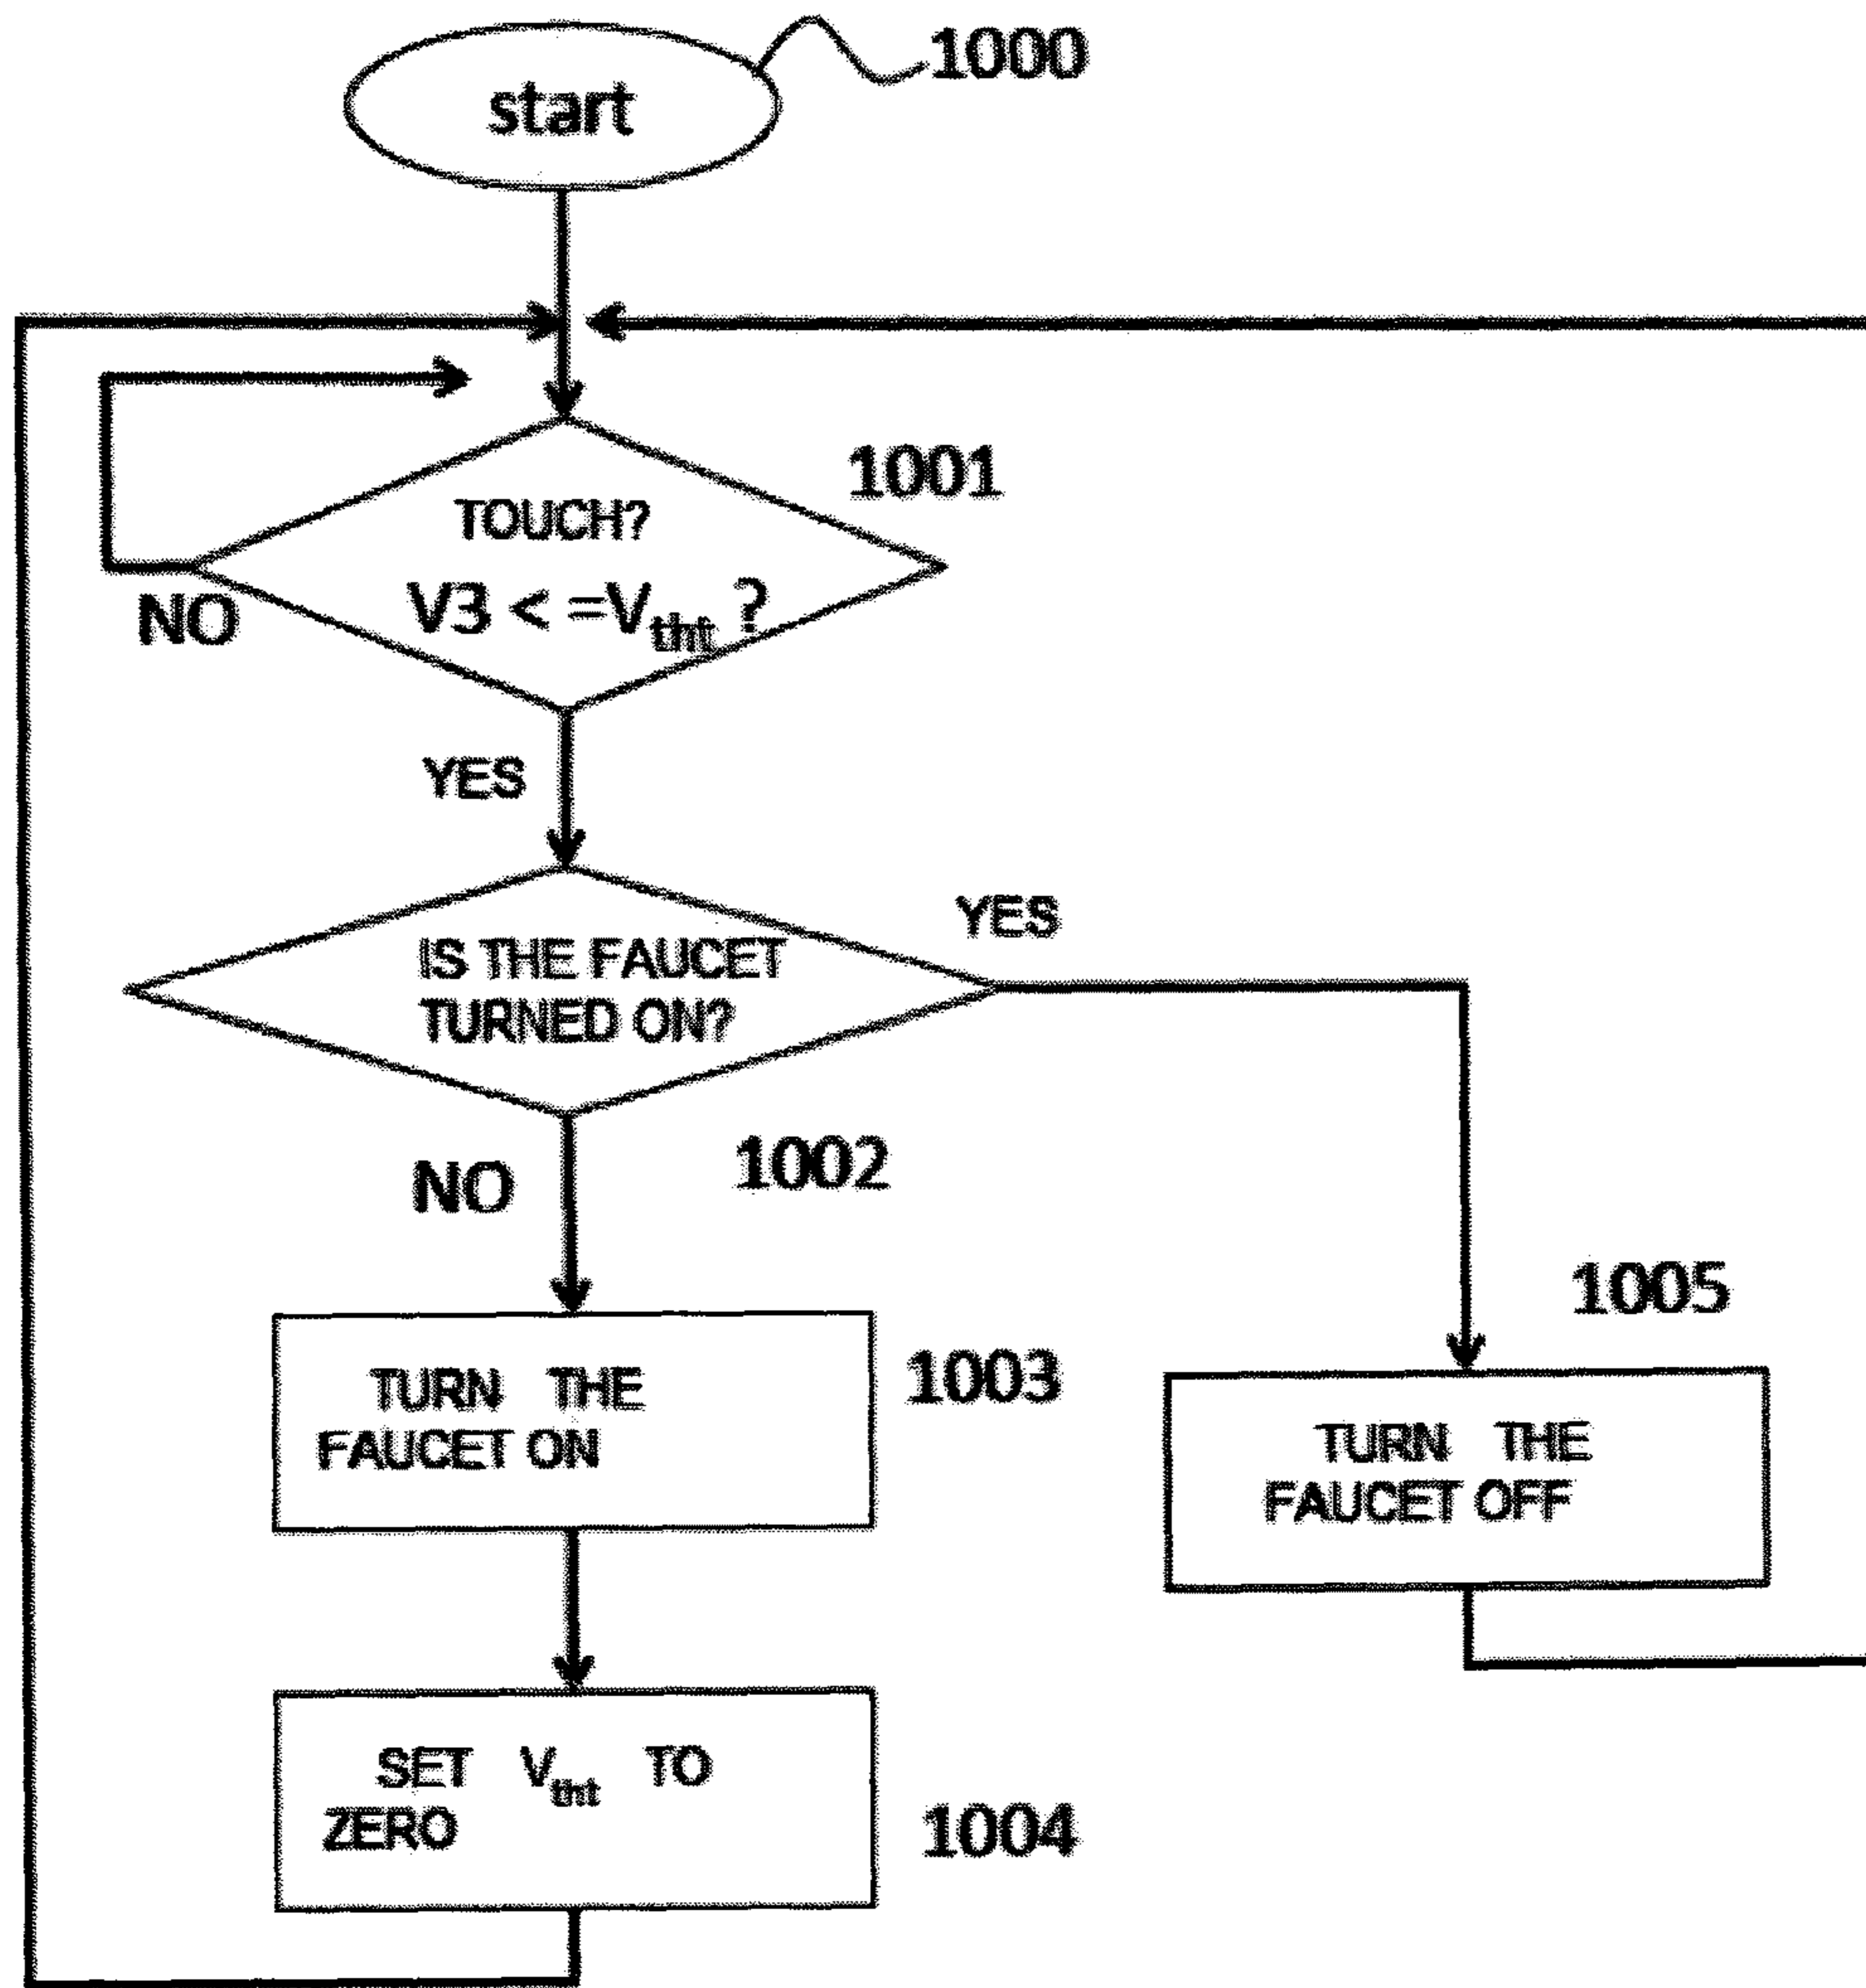 start
1000
1001
TOUCH?
V3 < =Vtht ?
NO
YES
YES
IS THE FAUCET
TURNED ON?
1002
NO
1005
1003
TURN THE
FAUCET ON
TURN THE
FAUCET OFF
SET Vtht TO
ZERO
1004